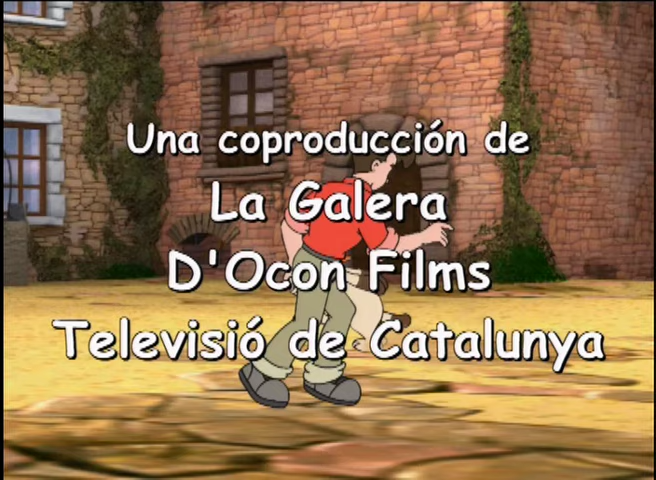 Una coproducción de
La Galera
D'Ocon Films
Televisió de Catalunya